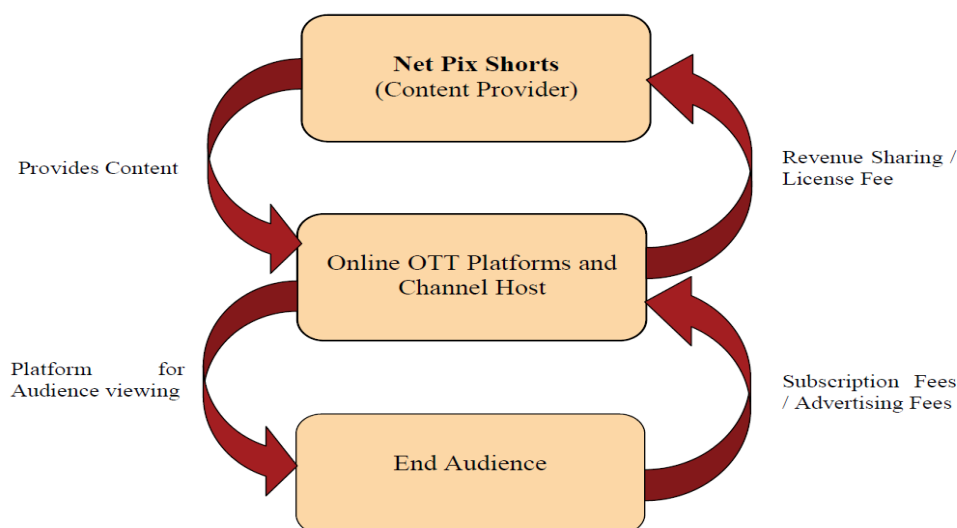 Net Pix Shorts
(Content Provider)
Provides Content
Revenue Sharing /
License Fee
Online OTT Platforms and
Channel Host
Platform for
Audience viewing
Subscription Fees
/ Advertising Fees
End Audience